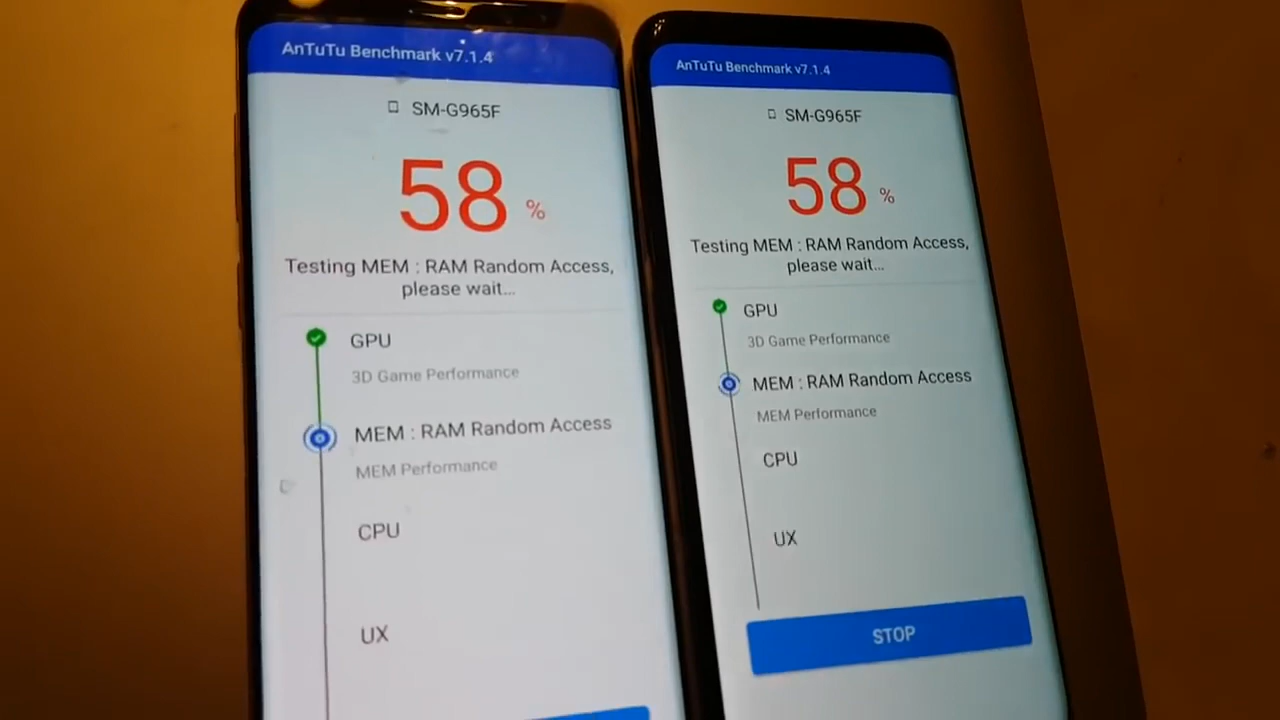 AnTuTu Benchmark v7.1.4
SM-G965F
58 %
Testing MEM : RAM Random Access,
please wait...
GPU
3D Game Performance
MEM : RAM Random Access
MEM Performance
CPU
UX
AnTuTu Benchmark v7.1.4
SM-G965F
58 %
Testing MEM : RAM Random Access,
please wait...
GPU
3D Game Performance
MEM : RAM Random Access
MEM Performance
CPU
UX
STOP